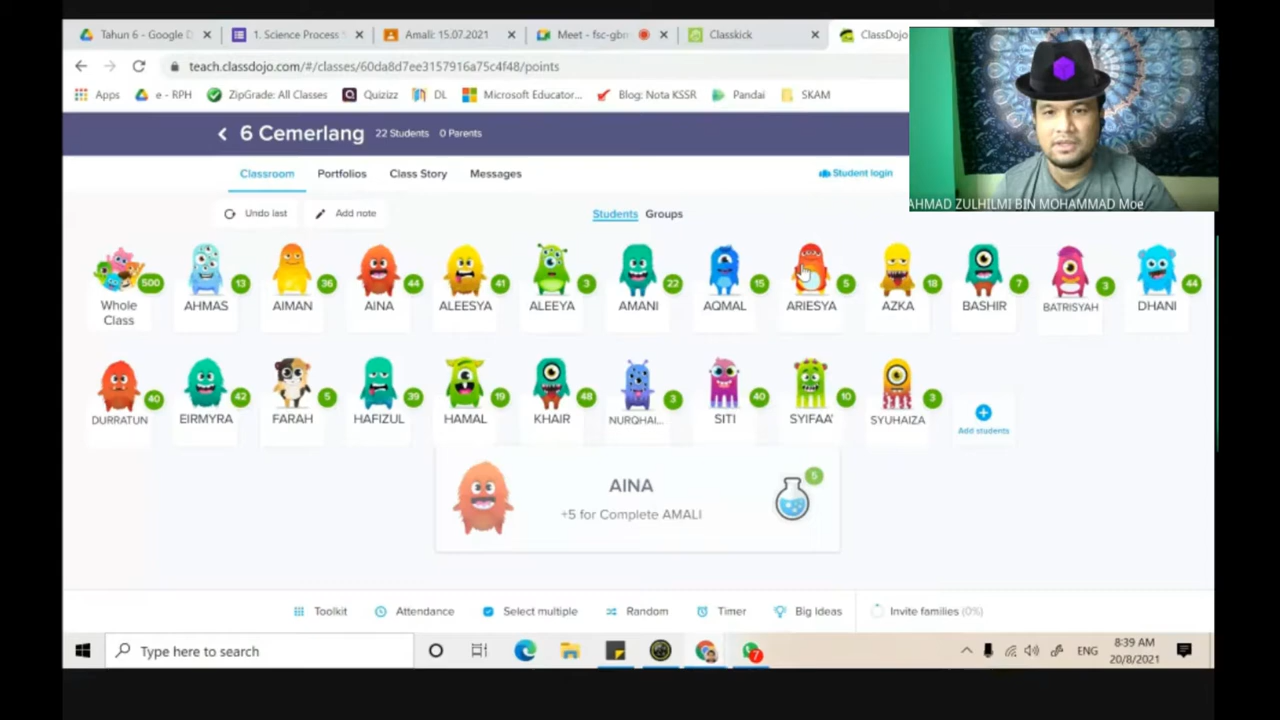 Tahun 6 - Google D
1. Science Process
Amali: 15.07.2021
Meet - fsc-gbm
Classkick
ClassDojo
teach.classdojo.com/#/classes/60da8d7ee3157916a75c4f48/points
Apps
e - RPH
ZipGrade: All Classes
Quizizz
DL
Microsoft Educator...
Blog: Nota KSSR
Pandai
SKAM
AHMAD ZULHILMI BIN MOHAMMAD Moe
6 Cemerlang 22 Students 0 Parents
Classroom Portfolios Class Story Messages
Student login
Undo last Add note
Students Groups
500 13 36 44 41 3 22 15 5 18 7 3 44
Whole Class AHMAS AIMAN AINA ALEESYA ALEEYA AMANI AQMAL ARIESYA AZKA BASHIR BATRISYAH DHANI
40 42 5 39 19 48 3 40 10 3
DURRATUN EIRMYRA FARAH HAFIZUL HAMAL KHAIR NURQHAI... SITI SYIFAA' SYUHAIZA Add students
AINA
5
+5 for Complete AMALI
Toolkit Attendance Select multiple Random Timer Big Ideas Invite families (0%)
Type here to search
7
ENG
8:39 AM
20/8/2021